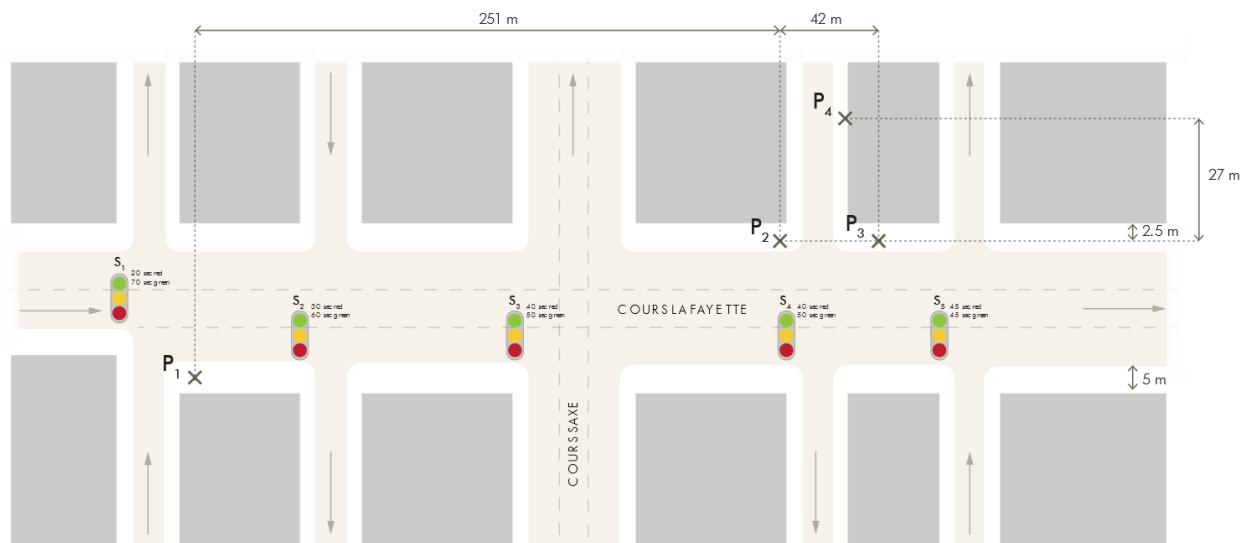 251 m
42 m
P4
27 m
P2
P3
2.5 m
S1
20 sec red
70 sec green
S2
30 sec red
60 sec green
S3
40 sec red
50 sec green
COURS LAFAYETTE
S4
40 sec red
50 sec green
S5
45 sec red
45 sec green
P1
5 m
COURS SAXE